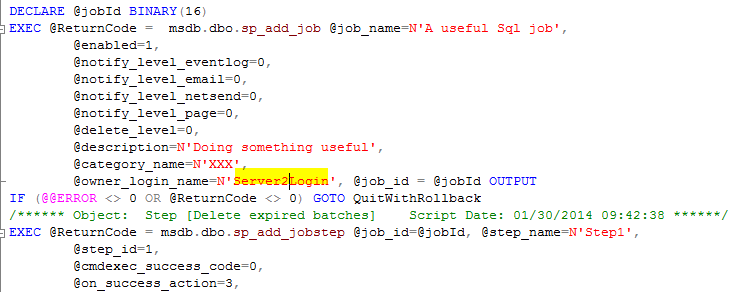 DECLARE @jobId BINARY(16)
EXEC @ReturnCode =  msdb.dbo.sp_add_job @job_name=N'A useful Sql job',
@enabled=1,
@notify_level_eventlog=0,
@notify_level_email=0,
@notify_level_netsend=0,
@notify_level_page=0,
@delete_level=0,
@description=N'Doing something useful',
@category_name=N'XXX',
@owner_login_name=N'Server2Login', @job_id = @jobId OUTPUT
IF (@@ERROR <> 0 OR @ReturnCode <> 0) GOTO QuitWithRollback
/****** Object:  Step [Delete expired batches]    Script Date: 01/30/2014 09:42:38 ******/
EXEC @ReturnCode = msdb.dbo.sp_add_jobstep @job_id=@jobId, @step_name=N'Step1',
@step_id=1,
@cmdexec_success_code=0,
@on_success_action=3,